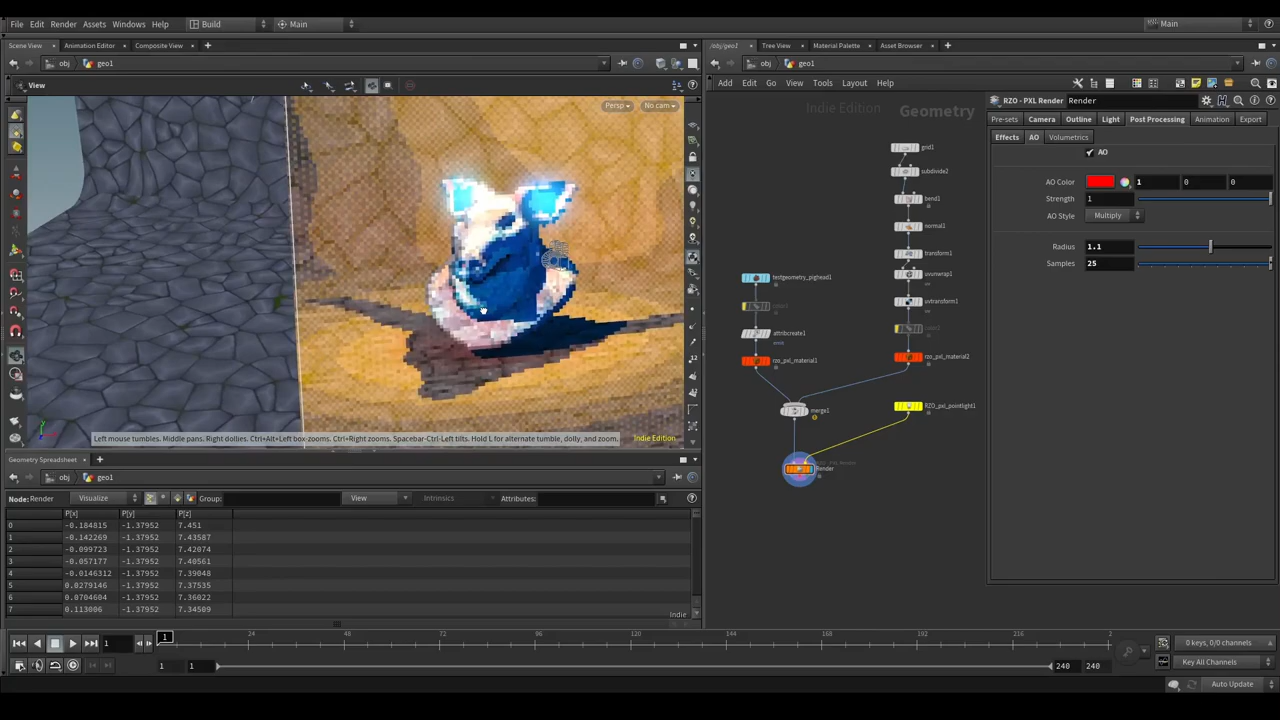 File Edit Render Assets Windows Help Build Main Main
Scene View Animation Editor Composite View
obj geo1
View
Persp No cam
Left mouse tumbles. Middle pans. Right dollies. Ctrl+Alt+Left box-zooms. Ctrl+Right zooms. Spacebar-Ctrl-Left tilts. Hold L for alternate tumble, dolly, and zoom.
Indie Edition
Geometry Spreadsheet
obj geo1
Node: Render Visualize Group: View Intrinsics Attributes:
P[x] P[y] P[z]
0 -0.184815 -1.37952 7.451
1 -0.142269 -1.37952 7.43587
2 -0.099723 -1.37952 7.42074
3 -0.057177 -1.37952 7.40561
4 -0.0146312 -1.37952 7.39048
5 0.0279146 -1.37952 7.37535
6 0.0704604 -1.37952 7.36022
7 0.113006 -1.37952 7.34509
Indie
/obj/geo1 Tree View Material Palette Asset Browser
obj geo1
Add Edit Go View Tools Layout Help
Indie Edition Geometry
grid1
subdivide2
bend1
normal1
transform1
uvunwrap1
uvtransform1
rzo_pxl_material2
testgeometry_pighead1
attribcreate1
rzo_pxl_material1
merge1
RZO_pxl_pointlight1
Render
RZO - PXL Render Render
Pre-sets Camera Outline Light Post Processing Animation Export
Effects AO Volumetrics
AO
AO Color 1 0 0
Strength 1
AO Style Multiply
Radius 1.1
Samples 25
1 1 24 48 72 96 120 144 168 192 216 2
1 1 240 240
0 keys, 0/0 channels
Key All Channels
Auto Update